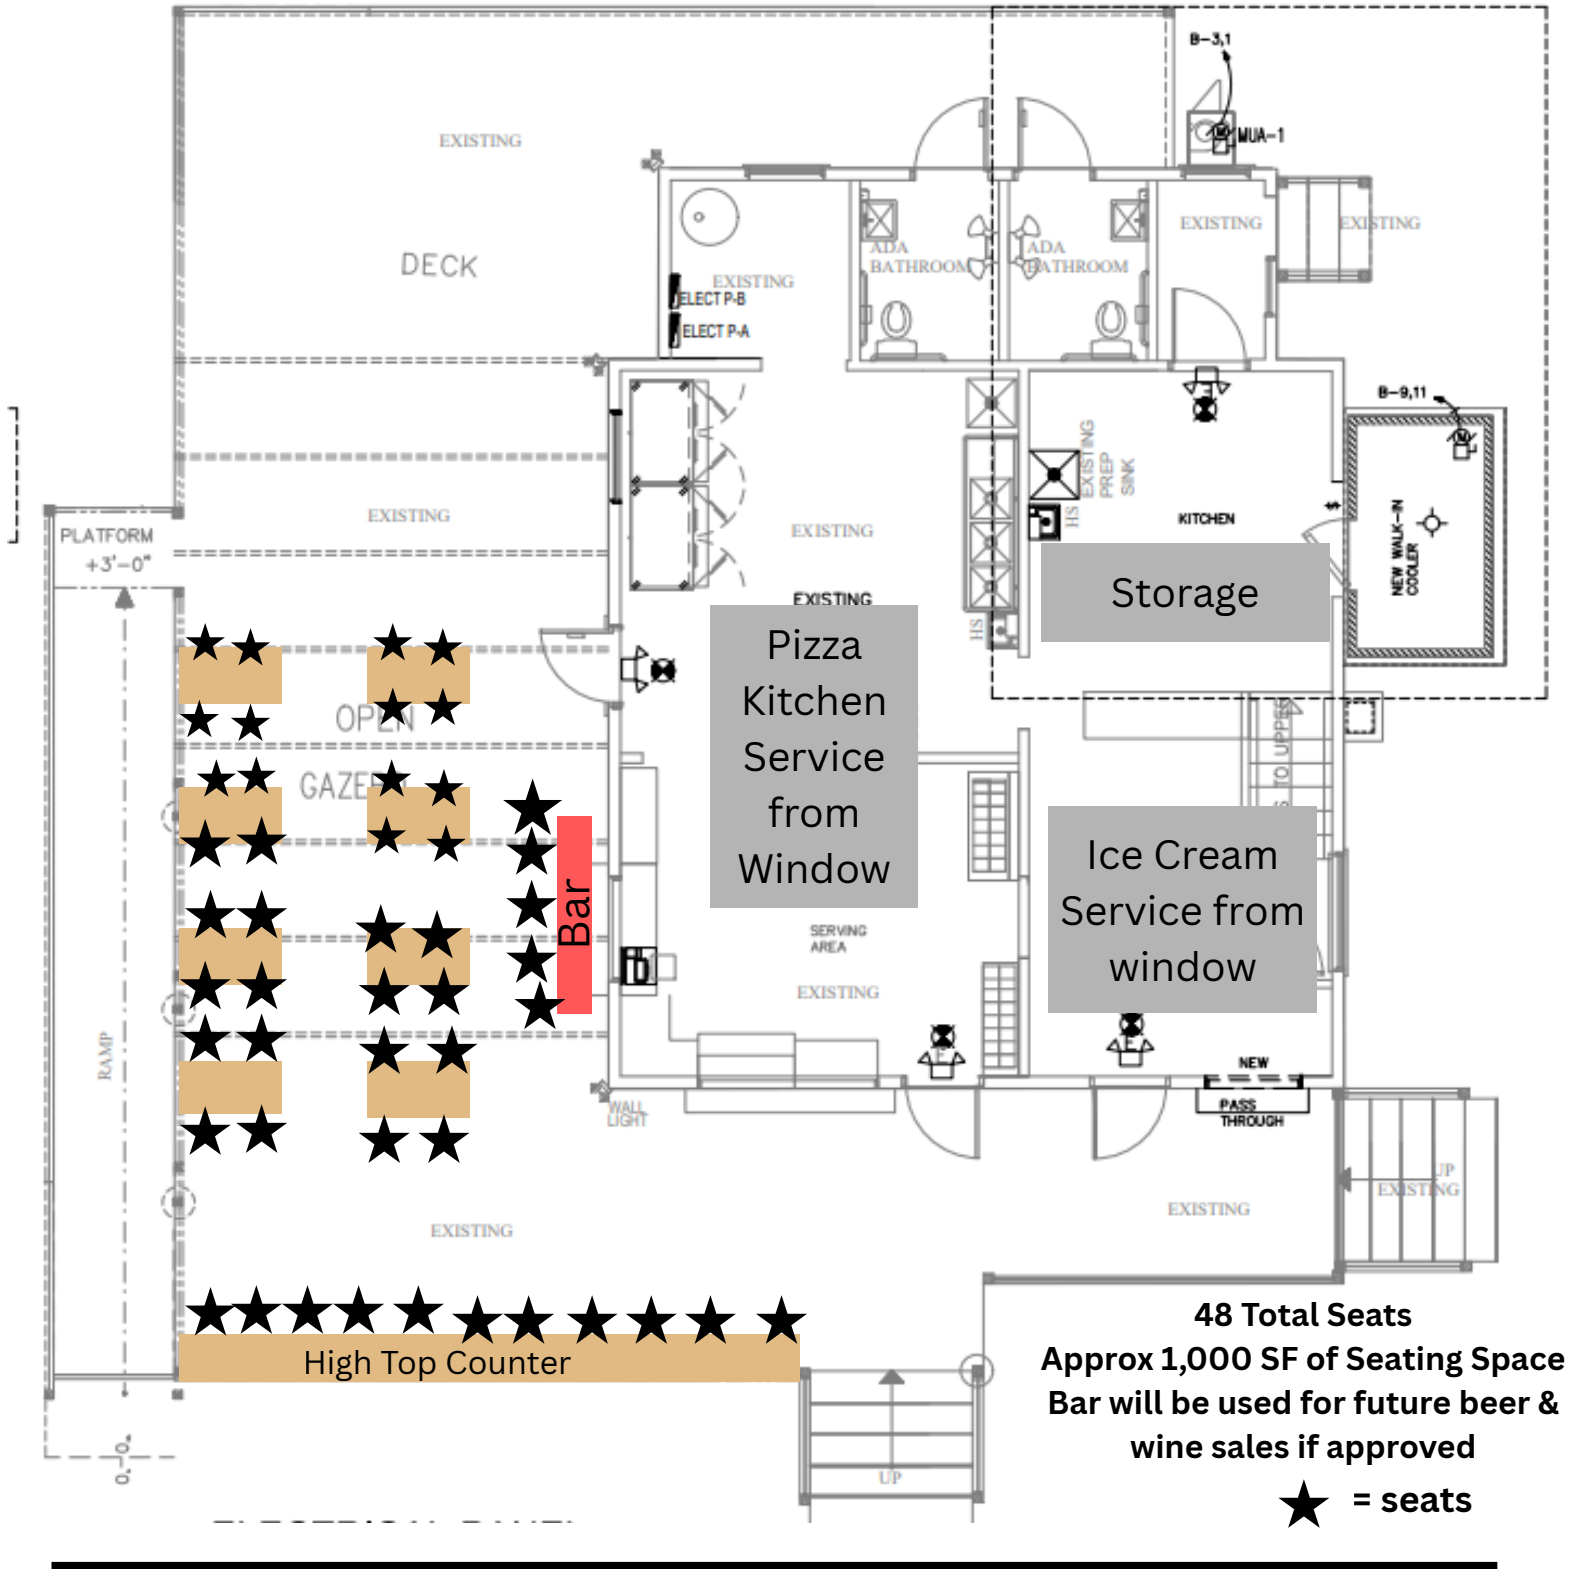 B-3,1
MUA-1
EXISTING
EXISTING
EXISTING
ADA
BATHROOM
ADA
BATHROOM
DECK
EXISTING
ELECT P-B
ELECT P-A
B-9,11
EXISTING
PREP
SINK
HS
KITCHEN
EXISTING
EXISTING
PLATFORM
+3'-0"
NEW WALK-IN
COOLER
Storage
EXISTING
HS
Pizza
Kitchen
Service
from
Window
OPEN
TO UPPER
Ice Cream
Service from
window
Bar
SERVING
AREA
EXISTING
RAMP
NEW
PASS
THROUGH
WALL
LIGHT
UP
EXISTING
EXISTING
EXISTING
High Top Counter
48 Total Seats
Approx 1,000 SF of Seating Space
Bar will be used for future beer &
wine sales if approved
= seats
UP